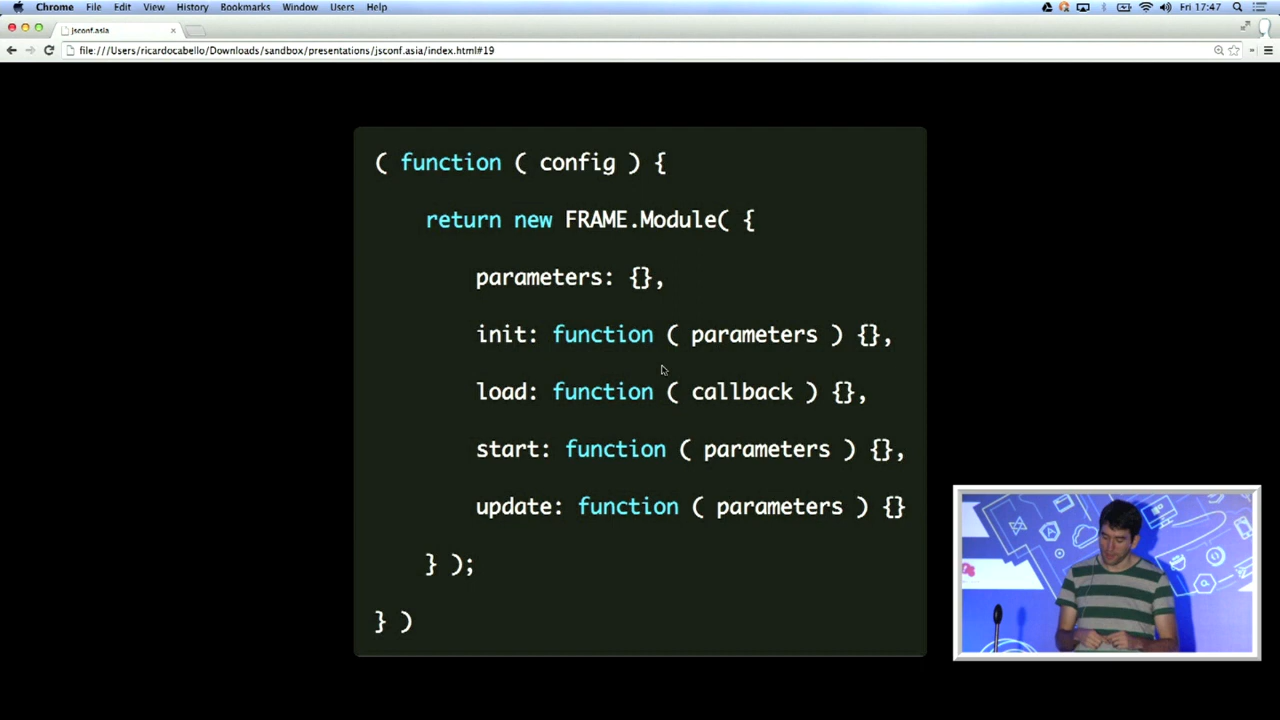 Chrome File Edit View History Bookmarks Window Users Help
Fri 17:47
jsconf.asia
file:///Users/ricardocabello/Downloads/sandbox/presentations/jsconf.asia/index.html#19
( function ( config ) {
return new FRAME.Module( {
parameters: {},
init: function ( parameters ) {},
load: function ( callback ) {},
start: function ( parameters ) {},
update: function ( parameters ) {}
} );
} )